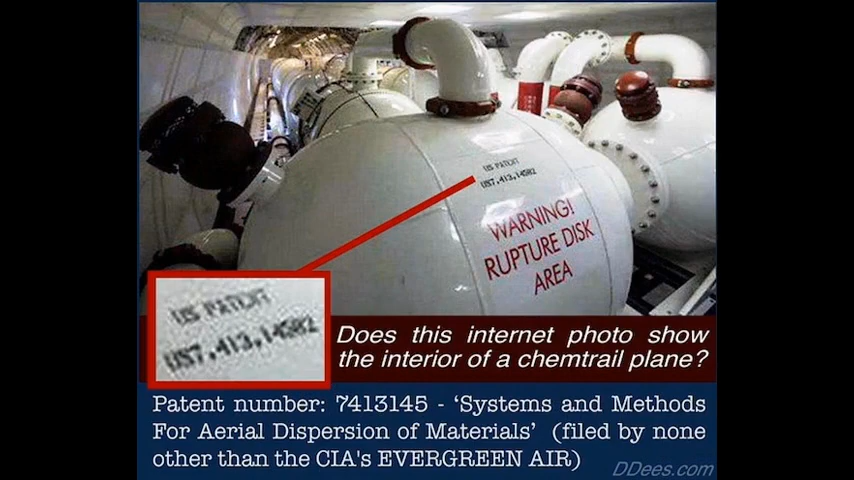 US PATENT
US7,413,145B2
WARNING!
RUPTURE DISK
AREA
US PATENT
US7,413,145B2
Does this internet photo show
the interior of a chemtrail plane?
Patent number: 7413145 - ‘Systems and Methods
For Aerial Dispersion of Materials’ (filed by none
other than the CIA's EVERGREEN AIR)
DDees.com